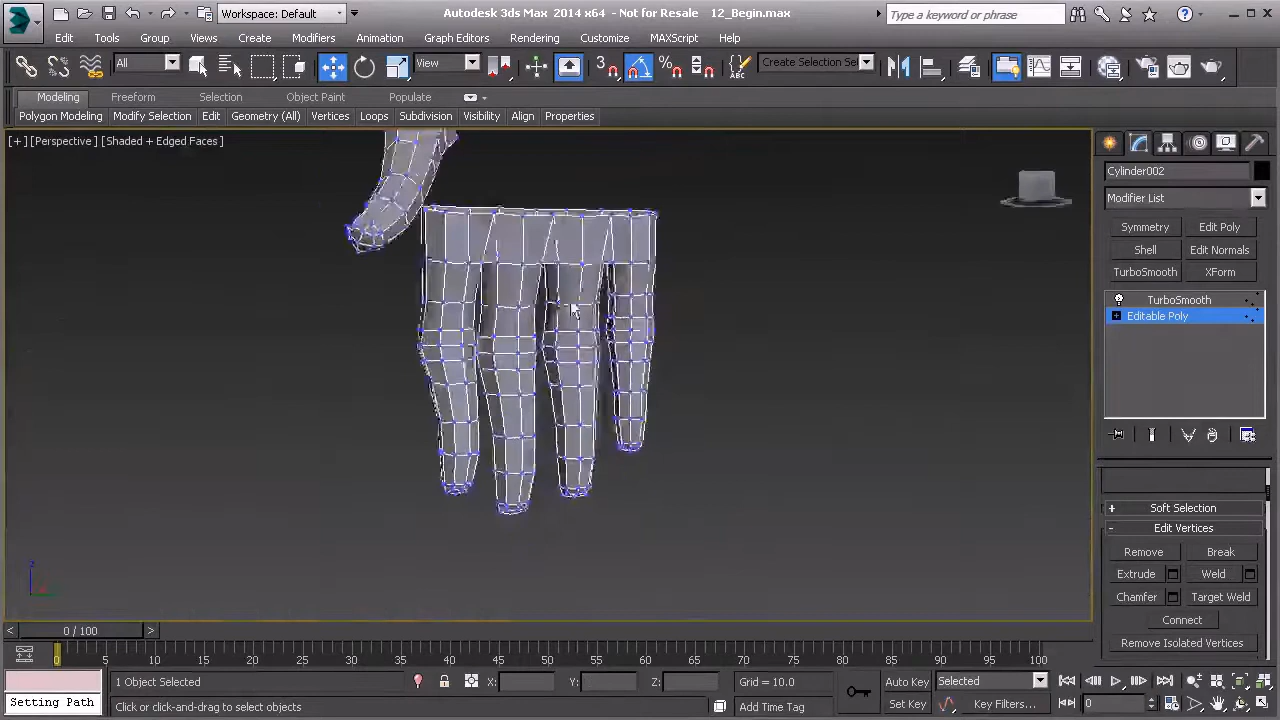 Workspace: Default
Autodesk 3ds Max 2014 x64 - Not for Resale 12_Begin.max
Type a keyword or phrase
Edit Tools Group Views Create Modifiers Animation Graph Editors Rendering Customize MAXScript Help
All View Create Selection Se
Modeling Freeform Selection Object Paint Populate
Polygon Modeling Modify Selection Edit Geometry (All) Vertices Loops Subdivision Visibility Align Properties
[+] [Perspective] [Shaded + Edged Faces]
Cylinder002
Modifier List
Symmetry Edit Poly
Shell Edit Normals
TurboSmooth XForm
TurboSmooth
Editable Poly
Soft Selection
Edit Vertices
Remove Break
Extrude Weld
Chamfer Target Weld
Connect
Remove Isolated Vertices
< 0 / 100 >
0 5 10 15 20 25 30 35 40 45 50 55 60 65 70 75 80 85 90 95 100
1 Object Selected X: Y: Z: Grid = 10.0 Auto Key Selected
Setting Path Click or click-and-drag to select objects Add Time Tag Set Key Key Filters... 0